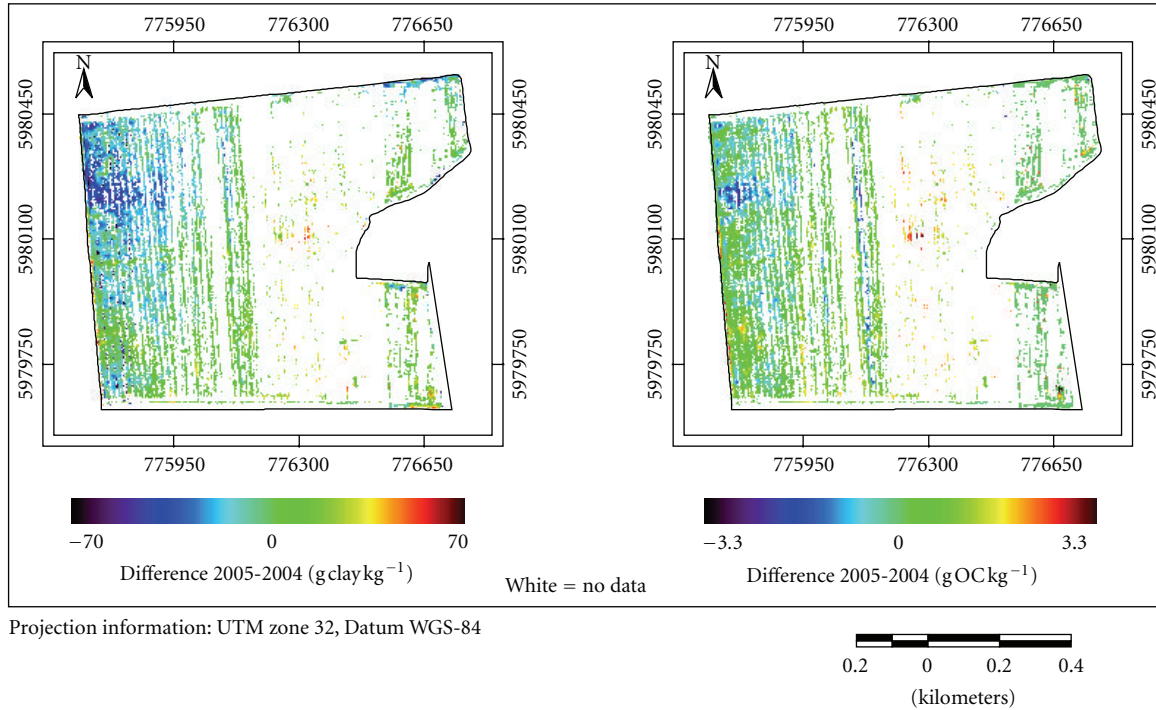 775950 776300 776650 775950 776300 776650
N N
5980450 5980450 5980450 5980450
5980100 5980100 5980100 5980100
5979750 5979750 5979750 5979750
775950 776300 776650 775950 776300 776650
−70 0 70 −3.3 0 3.3
Difference 2005-2004 (g clay kg−1) Difference 2005-2004 (g OC kg−1)
White = no data
Projection information: UTM zone 32, Datum WGS-84
0.2 0 0.2 0.4
(kilometers)